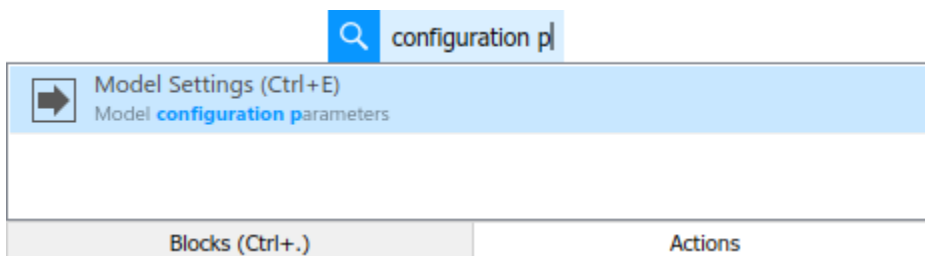 configuration p
Model Settings (Ctrl+E)
Model configuration parameters
Blocks (Ctrl+.)
Actions